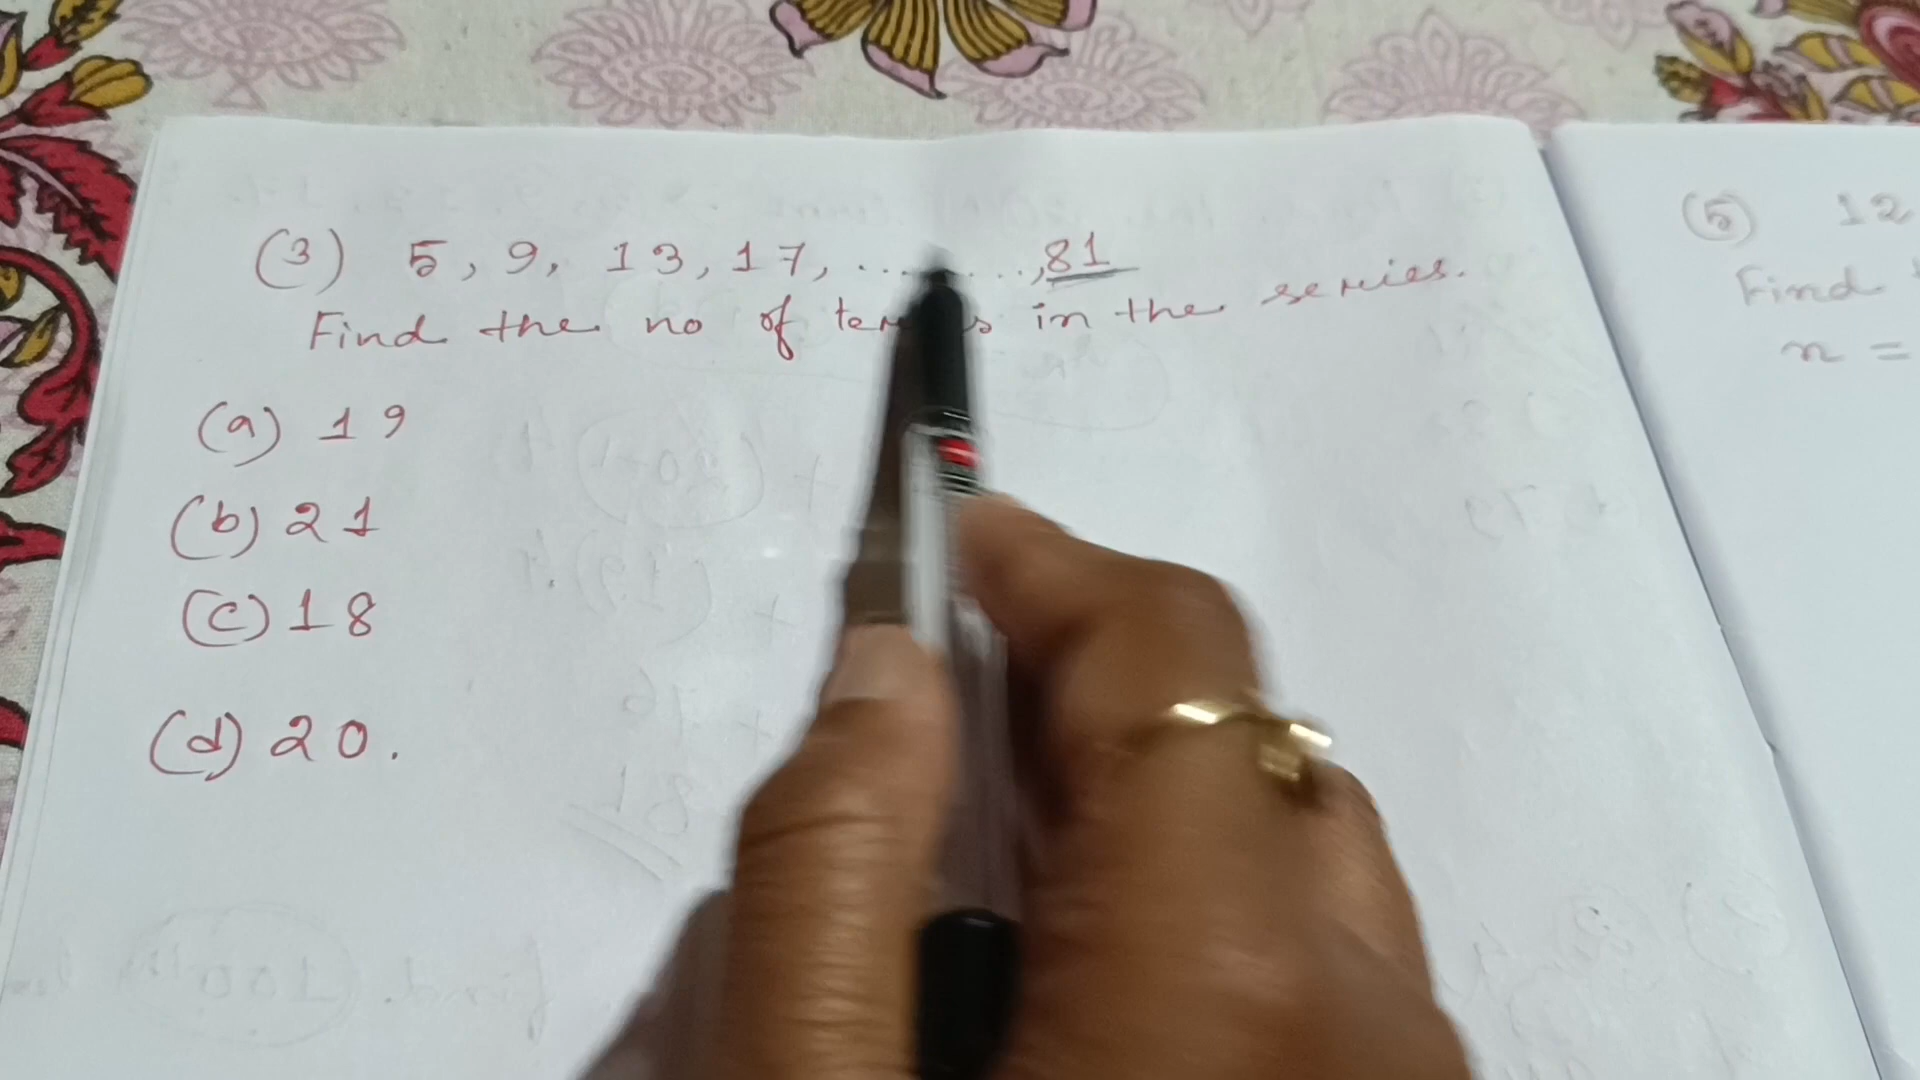 (3) 5, 9, 13, 17, ........., 81
Find the no of terms in the series.
(a) 19
(b) 21
(c) 18
(d) 20.
(5) 12
Find
n =